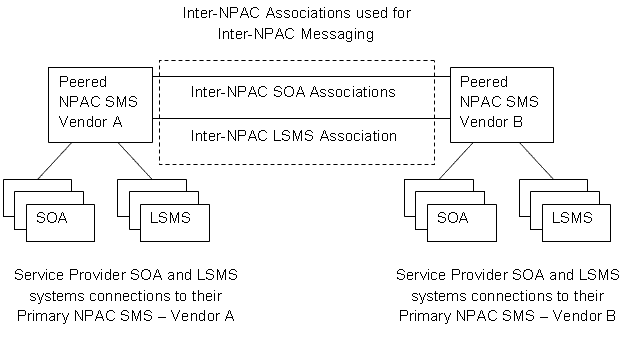 Inter-NPAC Associations used for
Inter-NPAC Messaging
Peered
NPAC SMS
Vendor A
Inter-NPAC SOA Associations
Inter-NPAC LSMS Association
Peered
NPAC SMS
Vendor B
SOA
LSMS
SOA
LSMS
Service Provider SOA and LSMS
systems connections to their
Primary NPAC SMS – Vendor A
Service Provider SOA and LSMS
systems connections to their
Primary NPAC SMS – Vendor B